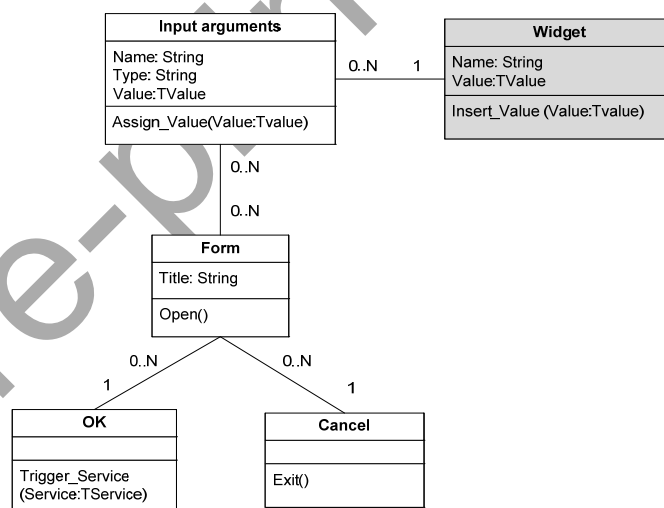 Input arguments
Name: String
Type: String
Value:TValue
Assign_Value(Value:Tvalue)
0..N
1
Widget
Name: String
Value:TValue
Insert_Value (Value:Tvalue)
0..N
0..N
Form
Title: String
Open()
0..N
0..N
1
1
OK
Trigger_Service
(Service:TService)
Cancel
Exit()